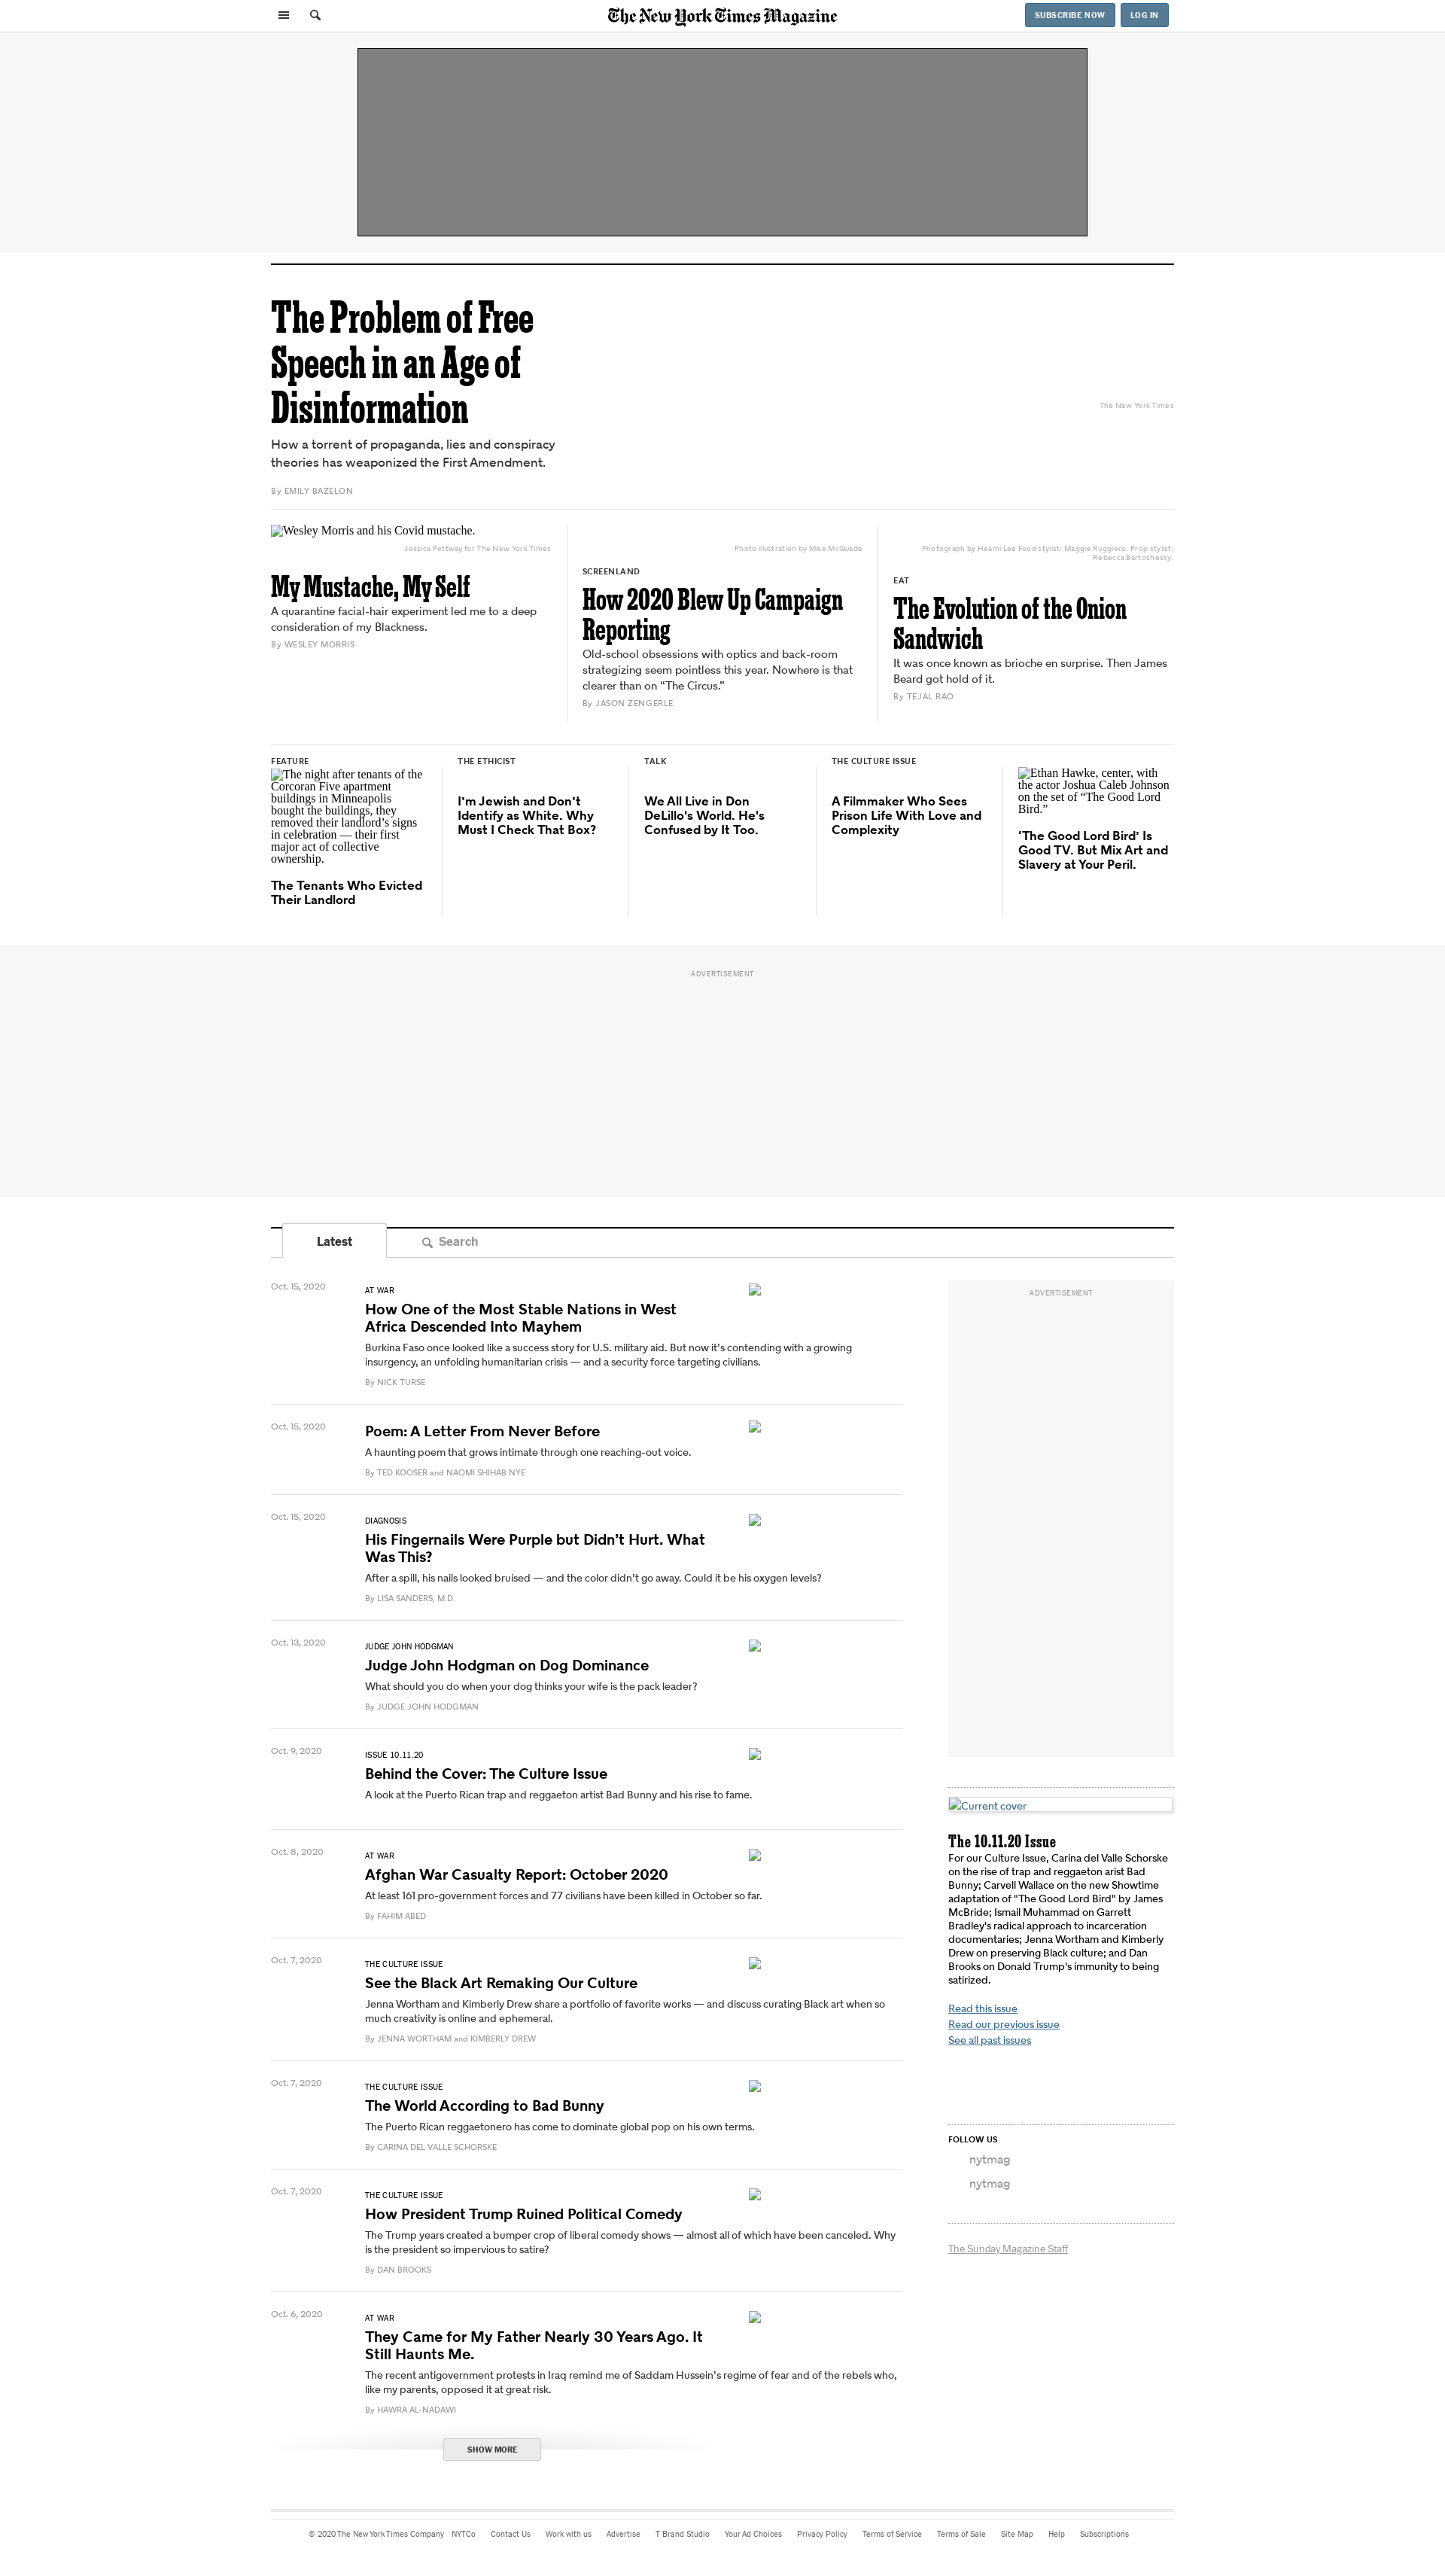 The New York Times Magazine
SUBSCRIBE NOW
LOG IN
The Problem of Free
Speech in an Age of
Disinformation
How a torrent of propaganda, lies and conspiracy
theories has weaponized the First Amendment.
By EMILY BAZELON
The New York Times
Wesley Morris and his Covid mustache.
Jessica Pettway for The New York Times
My Mustache, My Self
A quarantine facial-hair experiment led me to a deep
consideration of my Blackness.
By WESLEY MORRIS
Photo illustration by Mike McQuade
SCREENLAND
How 2020 Blew Up Campaign
Reporting
Old-school obsessions with optics and back-room
strategizing seem pointless this year. Nowhere is that
clearer than on “The Circus.”
By JASON ZENGERLE
Photograph by Heami Lee Food stylist: Maggie Ruggiero. Prop stylist:
Rebecca Bartoshesky.
EAT
The Evolution of the Onion
Sandwich
It was once known as brioche en surprise. Then James
Beard got hold of it.
By TEJAL RAO
FEATURE
The night after tenants of the
Corcoran Five apartment
buildings in Minneapolis
bought the buildings, they
removed their landlord’s signs
in celebration — their first
major act of collective
ownership.
The Tenants Who Evicted
Their Landlord
THE ETHICIST
I’m Jewish and Don’t
Identify as White. Why
Must I Check That Box?
TALK
We All Live in Don
DeLillo's World. He's
Confused by It Too.
THE CULTURE ISSUE
A Filmmaker Who Sees
Prison Life With Love and
Complexity
Ethan Hawke, center, with
the actor Joshua Caleb Johnson
on the set of “The Good Lord
Bird.”
‘The Good Lord Bird’ Is
Good TV. But Mix Art and
Slavery at Your Peril.
ADVERTISEMENT
Latest
Search
Oct. 15, 2020
AT WAR
How One of the Most Stable Nations in West
Africa Descended Into Mayhem
Burkina Faso once looked like a success story for U.S. military aid. But now it’s contending with a growing
insurgency, an unfolding humanitarian crisis — and a security force targeting civilians.
By NICK TURSE
Oct. 15, 2020
Poem: A Letter From Never Before
A haunting poem that grows intimate through one reaching-out voice.
By TED KOOSER and NAOMI SHIHAB NYE
Oct. 15, 2020
DIAGNOSIS
His Fingernails Were Purple but Didn’t Hurt. What
Was This?
After a spill, his nails looked bruised — and the color didn’t go away. Could it be his oxygen levels?
By LISA SANDERS, M.D.
Oct. 13, 2020
JUDGE JOHN HODGMAN
Judge John Hodgman on Dog Dominance
What should you do when your dog thinks your wife is the pack leader?
By JUDGE JOHN HODGMAN
Oct. 9, 2020
ISSUE 10.11.20
Behind the Cover: The Culture Issue
A look at the Puerto Rican trap and reggaeton artist Bad Bunny and his rise to fame.
Oct. 8, 2020
AT WAR
Afghan War Casualty Report: October 2020
At least 161 pro-government forces and 77 civilians have been killed in October so far.
By FAHIM ABED
Oct. 7, 2020
THE CULTURE ISSUE
See the Black Art Remaking Our Culture
Jenna Wortham and Kimberly Drew share a portfolio of favorite works — and discuss curating Black art when so
much creativity is online and ephemeral.
By JENNA WORTHAM and KIMBERLY DREW
Oct. 7, 2020
THE CULTURE ISSUE
The World According to Bad Bunny
The Puerto Rican reggaetonero has come to dominate global pop on his own terms.
By CARINA DEL VALLE SCHORSKE
Oct. 7, 2020
THE CULTURE ISSUE
How President Trump Ruined Political Comedy
The Trump years created a bumper crop of liberal comedy shows — almost all of which have been canceled. Why
is the president so impervious to satire?
By DAN BROOKS
Oct. 6, 2020
AT WAR
They Came for My Father Nearly 30 Years Ago. It
Still Haunts Me.
The recent antigovernment protests in Iraq remind me of Saddam Hussein’s regime of fear and of the rebels who,
like my parents, opposed it at great risk.
By HAWRA AL-NADAWI
SHOW MORE
ADVERTISEMENT
Current cover
The 10.11.20 Issue
For our Culture Issue, Carina del Valle Schorske
on the rise of trap and reggaeton arist Bad
Bunny; Carvell Wallace on the new Showtime
adaptation of "The Good Lord Bird" by James
McBride; Ismail Muhammad on Garrett
Bradley's radical approach to incarceration
documentaries; Jenna Wortham and Kimberly
Drew on preserving Black culture; and Dan
Brooks on Donald Trump's immunity to being
satirized.
Read this issue
Read our previous issue
See all past issues
FOLLOW US
nytmag
nytmag
The Sunday Magazine Staff
© 2020 The New York Times Company NYTCo Contact Us Work with us Advertise T Brand Studio Your Ad Choices Privacy Policy Terms of Service Terms of Sale Site Map Help Subscriptions